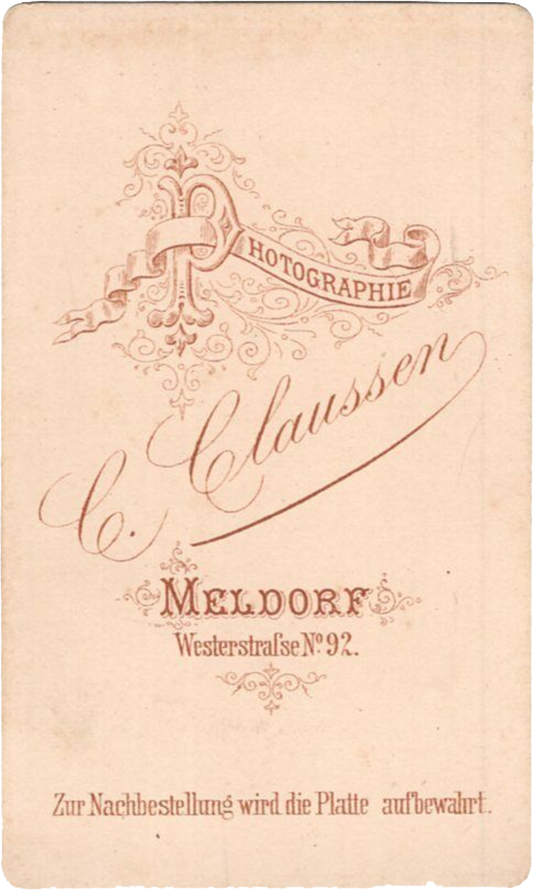 PHOTOGRAPHIE
C. Claussen
MELDORF
Westerstraſse Nº 92.
Zur Nachbestellung wird die Platte aufbewahrt.